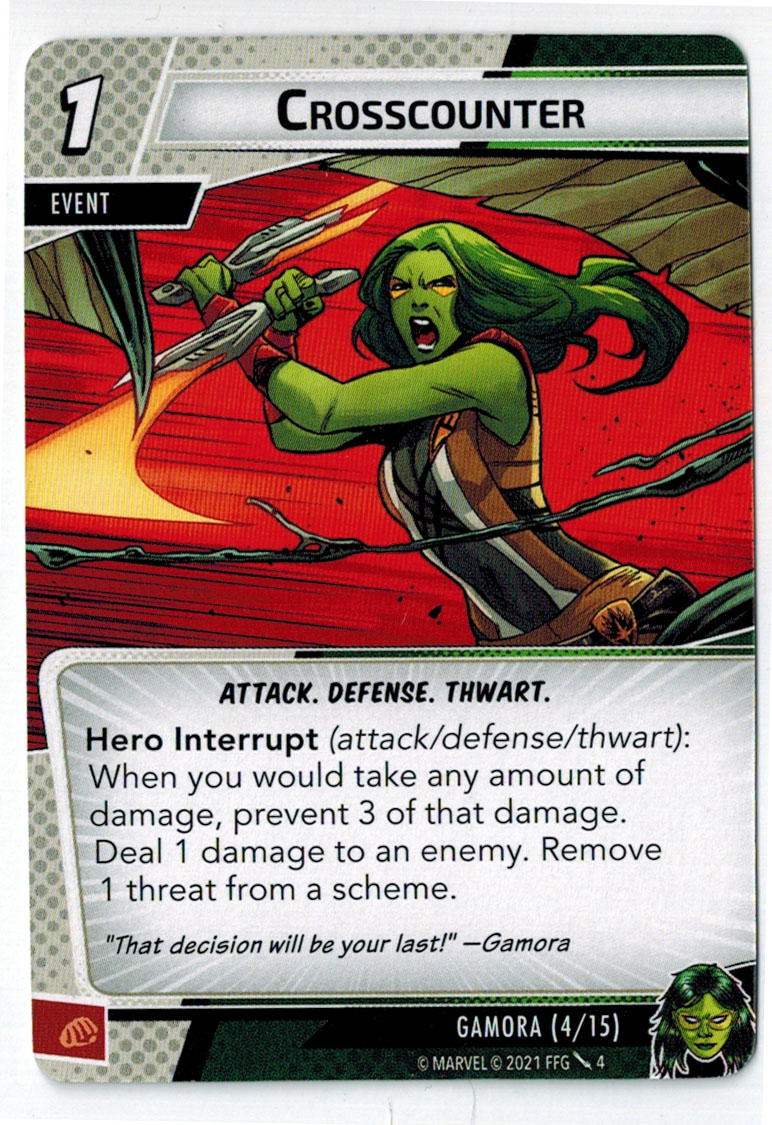 1
CROSSCOUNTER
EVENT
ATTACK. DEFENSE. THWART.
Hero Interrupt (attack/defense/thwart):
When you would take any amount of
damage, prevent 3 of that damage.
Deal 1 damage to an enemy. Remove
1 threat from a scheme.
"That decision will be your last!" —Gamora
GAMORA (4/15)
© MARVEL © 2021 FFG 4